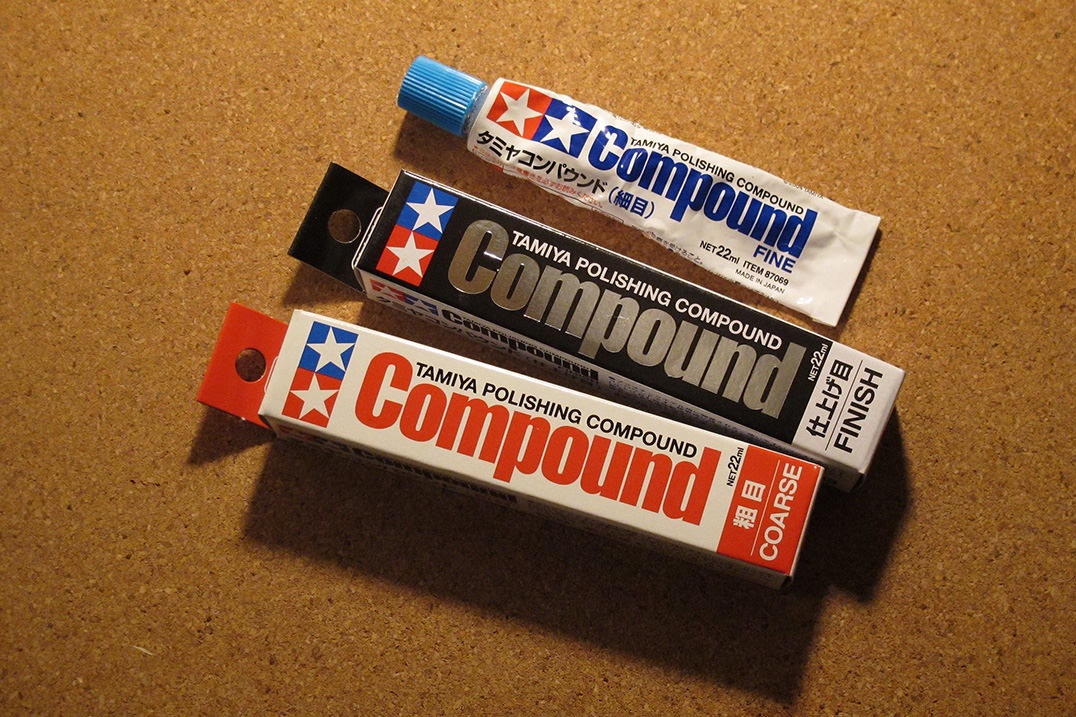 TAMIYA POLISHING COMPOUND
Compound
タミヤコンパウンド(細目)
FINE
NET22ml ITEM 87069
MADE IN JAPAN
TAMIYA POLISHING COMPOUND
Compound
NET22ml
仕上げ目
FINISH
Compound
TAMIYA POLISHING COMPOUND
Compound
NET22ml
粗目
COARSE
Compound